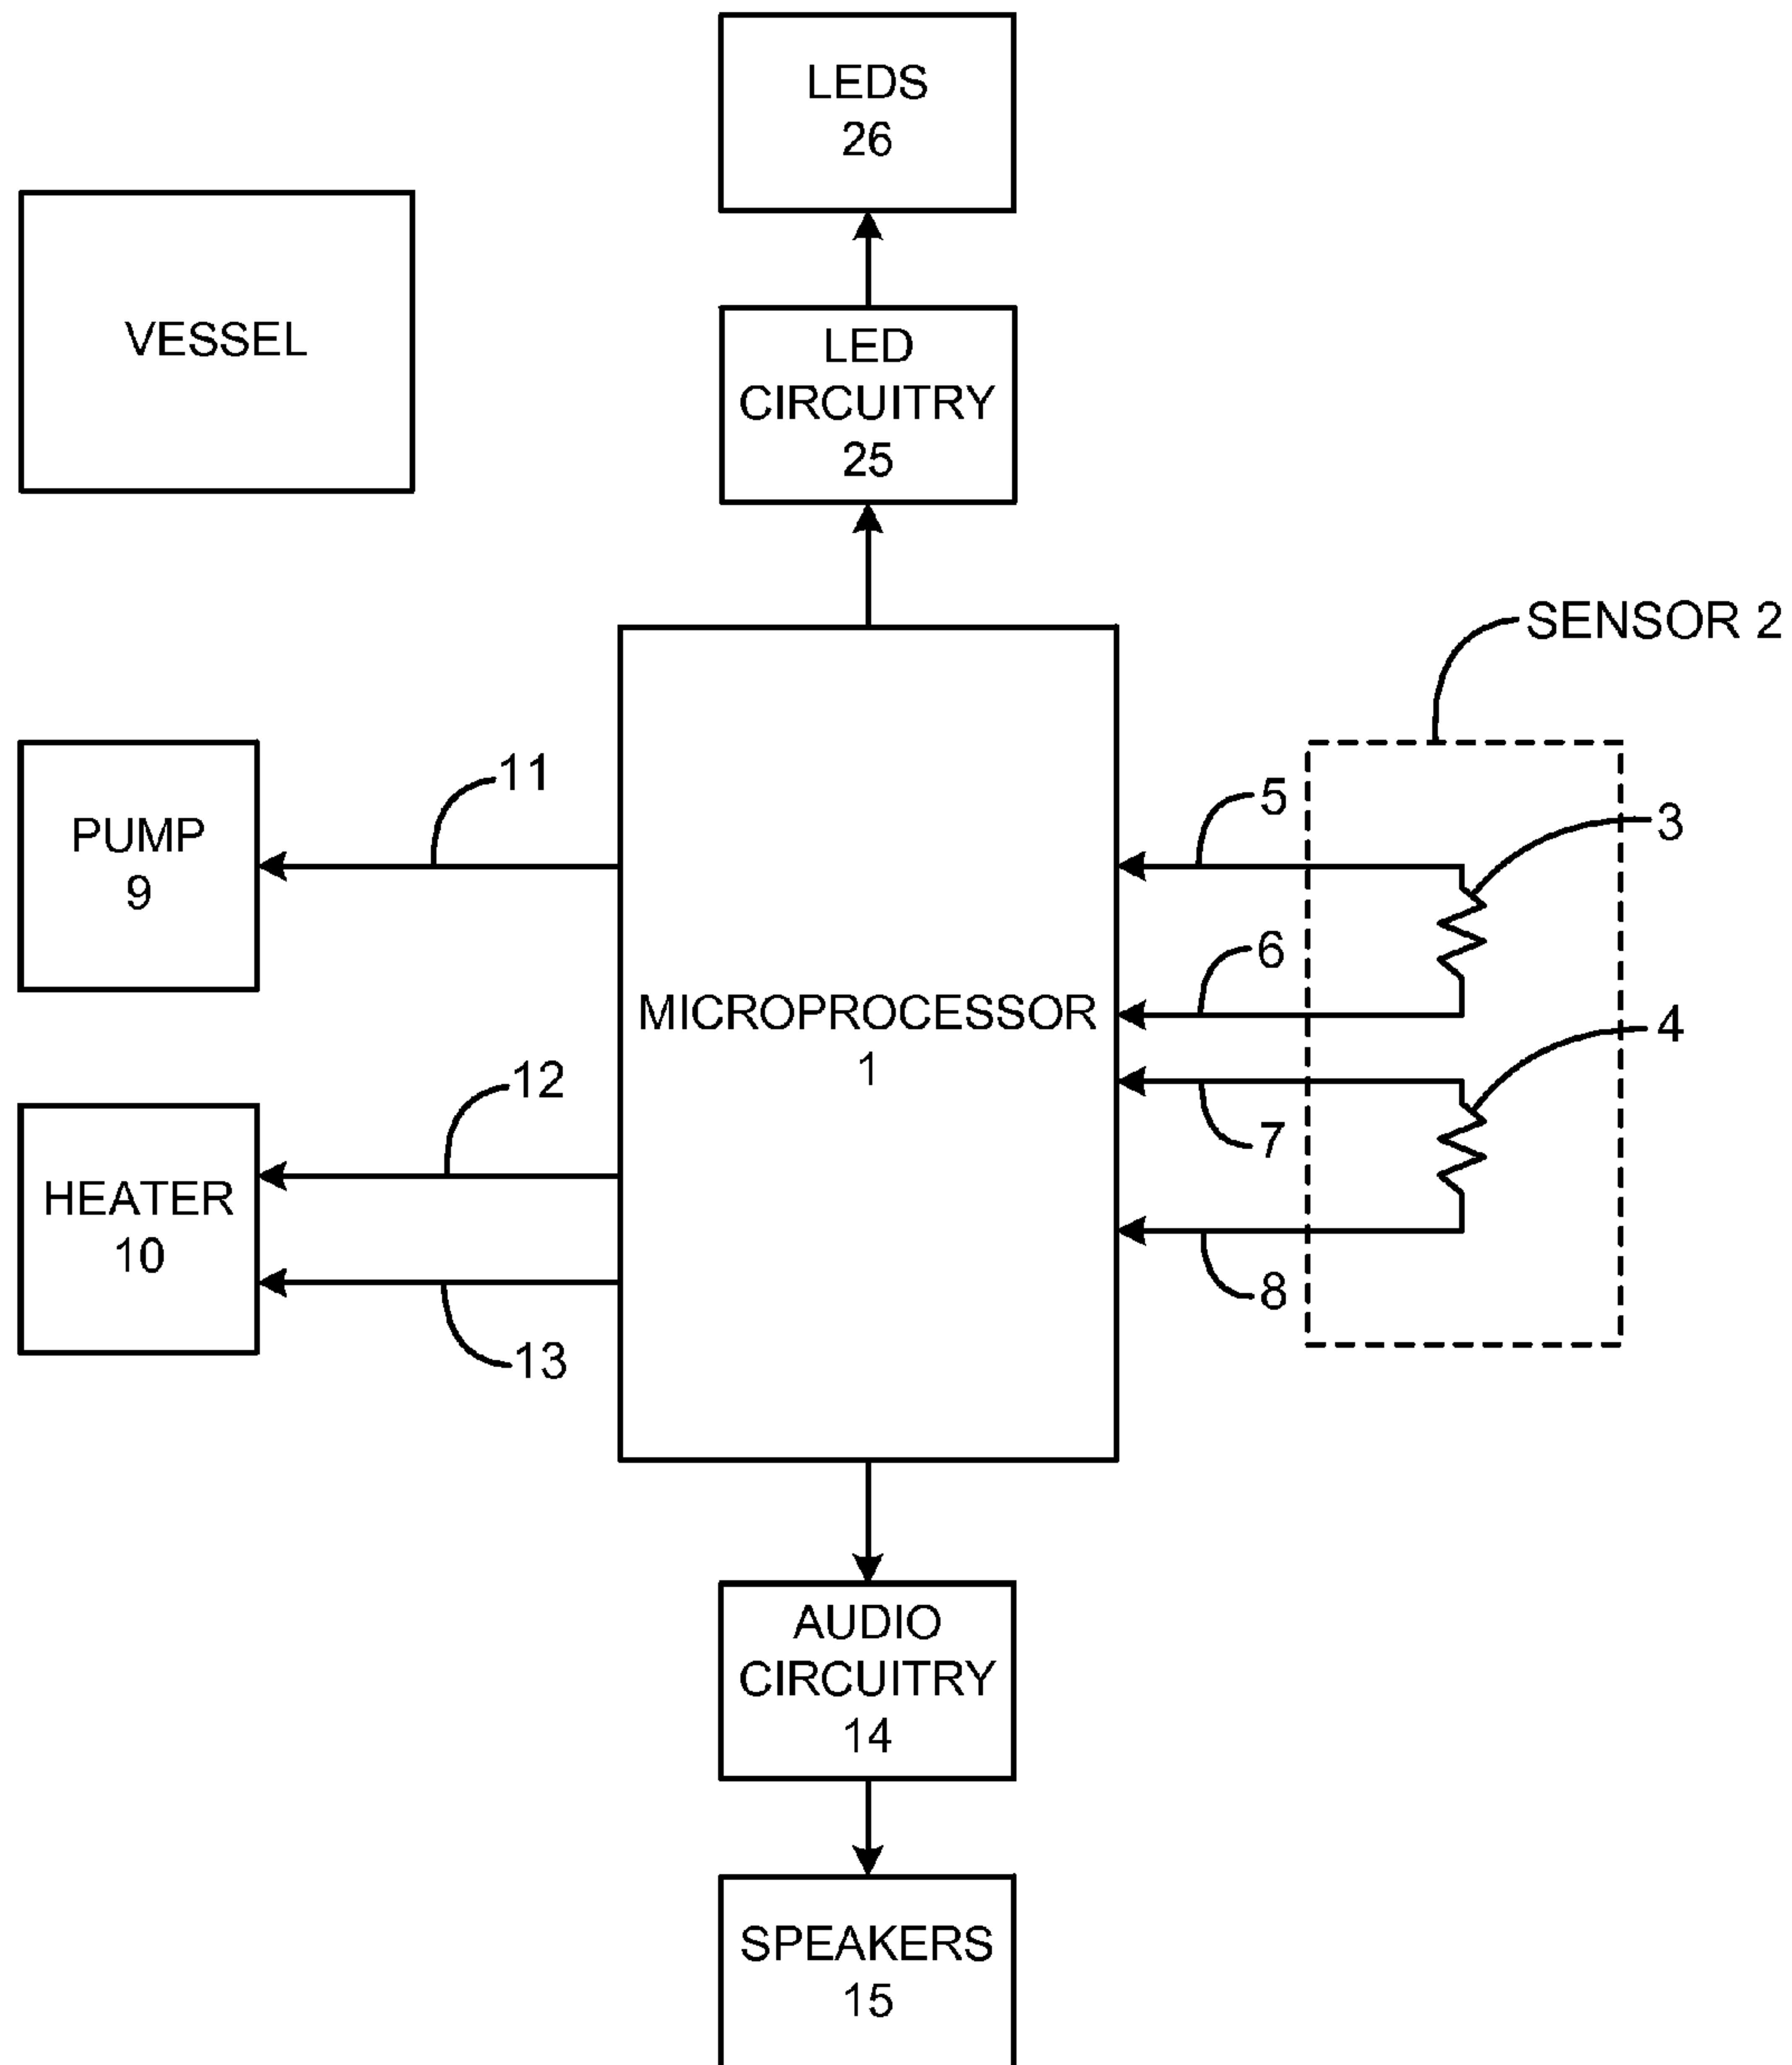 LEDS
26
VESSEL
LED
CIRCUITRY
25
SENSOR 2
11
5
3
PUMP
9
6
MICROPROCESSOR
1
4
12
7
HEATER
10
8
13
AUDIO
CIRCUITRY
14
SPEAKERS
15